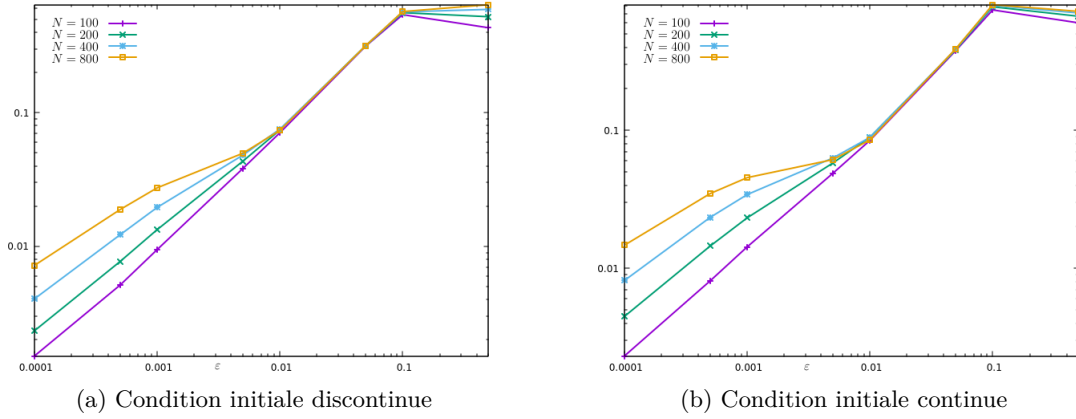 N = 100
N = 200
N = 400
N = 800
0.1
0.01
0.0001
0.001
0.01
0.1
ε
(a) Condition initiale discontinue
N = 100
N = 200
N = 400
N = 800
0.1
0.01
0.0001
0.001
0.01
0.1
ε
(b) Condition initiale continue